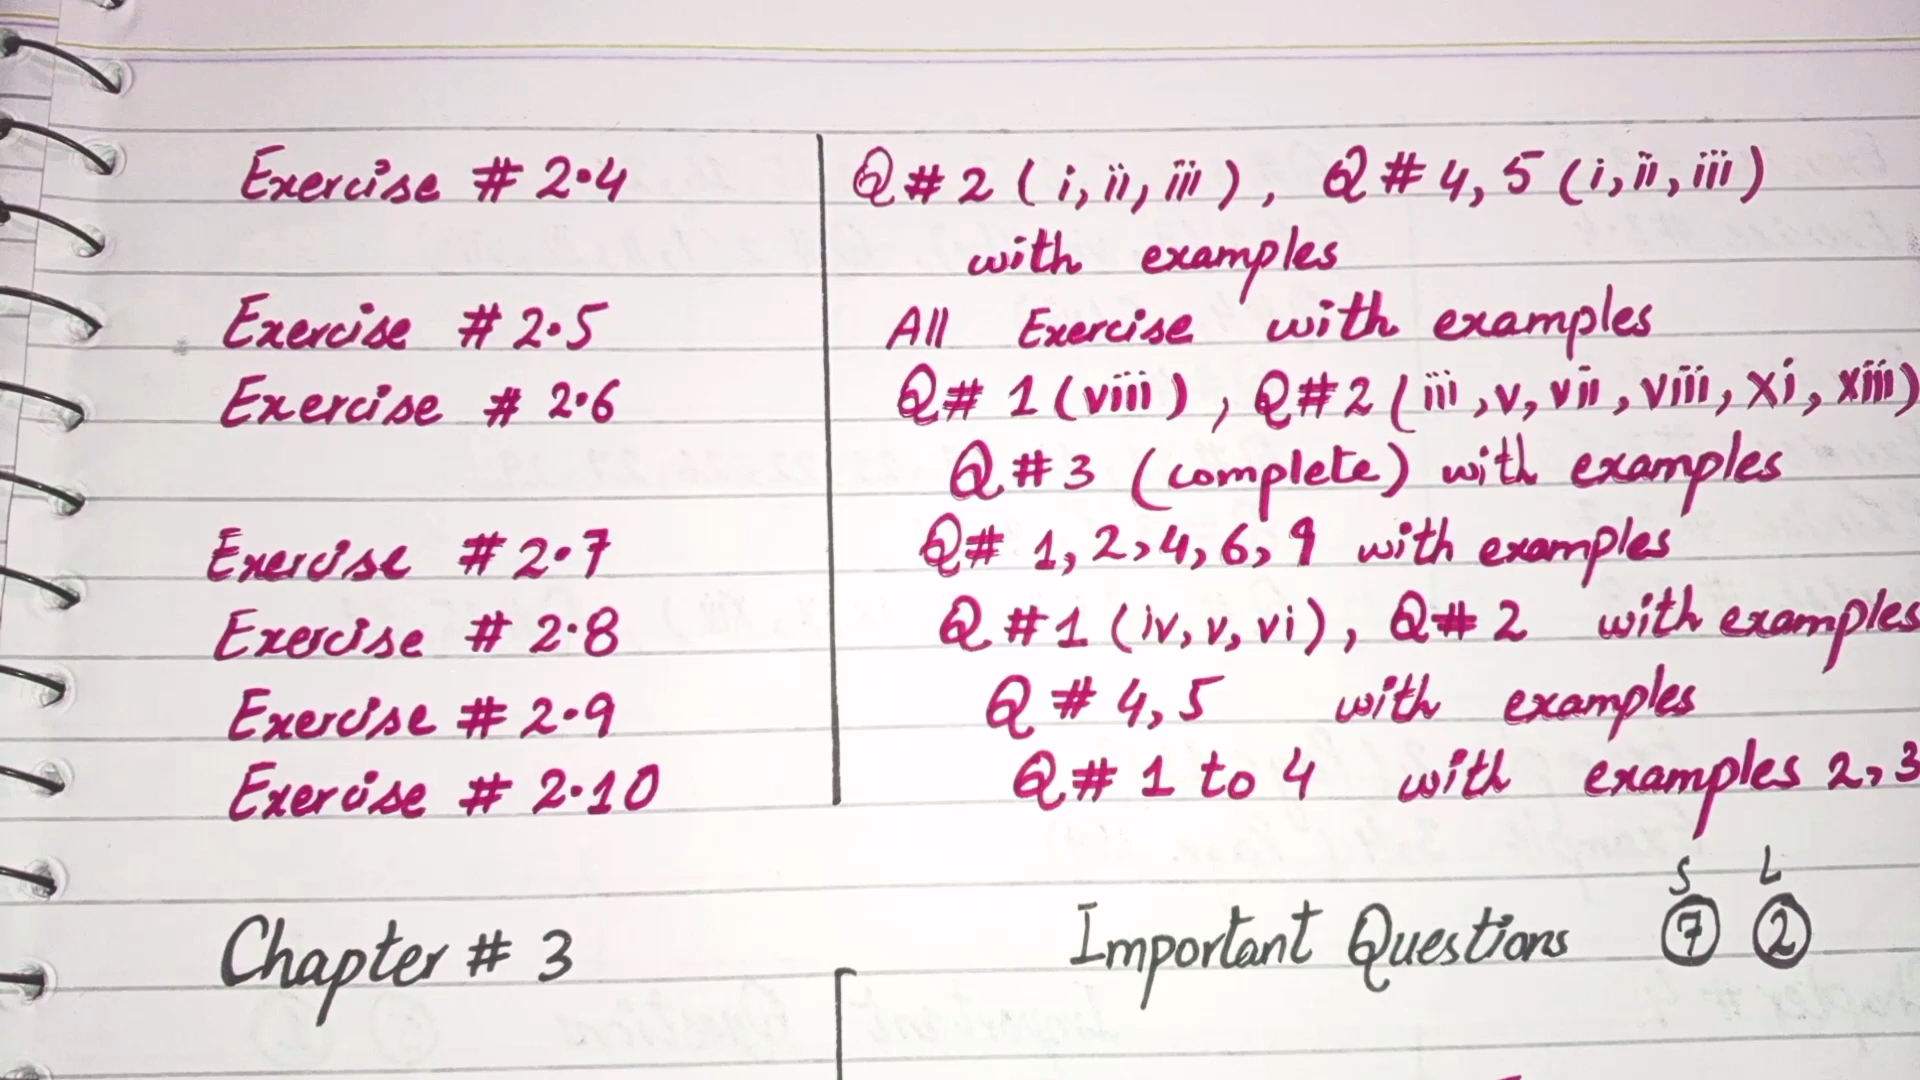 Exercise # 2.4 Q # 2 ( i, ii, iii ), Q # 4, 5 ( i, ii, iii )
with examples
Exercise # 2.5 All Exercise with examples
Exercise # 2.6 Q # 1 ( viii ), Q # 2 ( iii , v, vii , viii, xi, xiii )
Q # 3 ( complete ) with examples
Exercise # 2.7 Q # 1, 2, 4, 6, 9 with examples
Exercise # 2.8 Q # 1 ( iv, v, vi ), Q # 2 with examples
Exercise # 2.9 Q # 4, 5 with examples
Exercise # 2.10 Q # 1 to 4 with examples 2, 3
S L
Chapter # 3 Important Questions 7 2